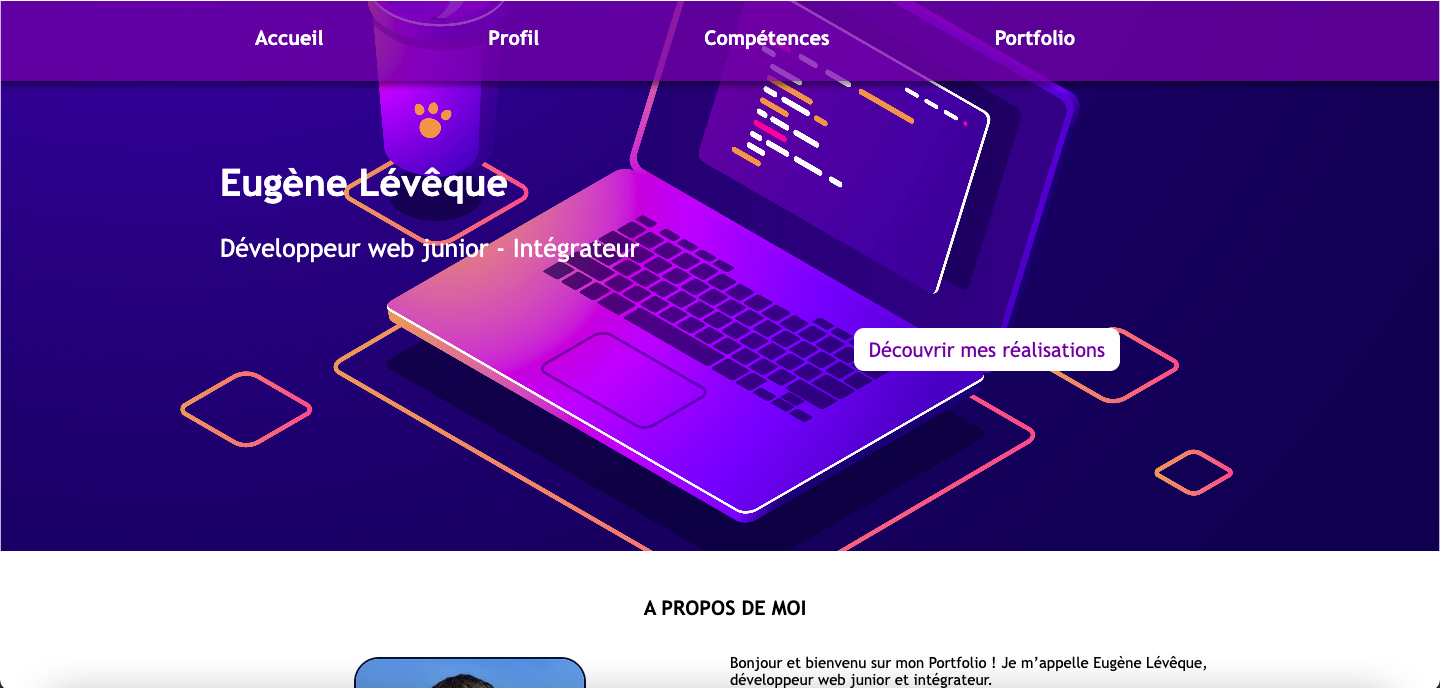 Accueil Profil Compétences Portfolio
Eugène Lévêque
Développeur web junior - Intégrateur
Découvrir mes réalisations
A PROPOS DE MOI
Bonjour et bienvenu sur mon Portfolio ! Je m’appelle Eugène Lévêque,
développeur web junior et intégrateur.